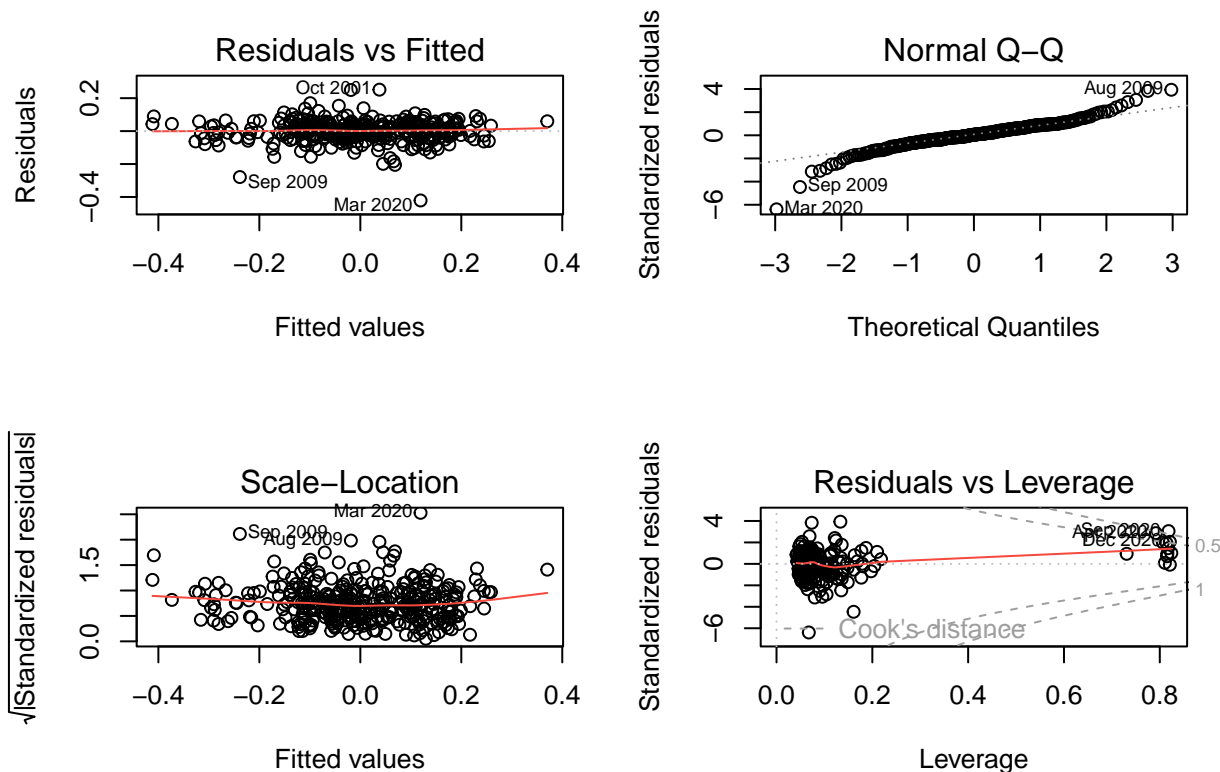 Residuals vs Fitted
Residuals
0.2
−0.4
Oct 2001
Sep 2009
Mar 2020
−0.4 −0.2 0.0 0.2 0.4
Fitted values
Normal Q−Q
Standardized residuals
4
0
−6
Aug 2009
Sep 2009
Mar 2020
−3 −2 −1 0 1 2 3
Theoretical Quantiles
Scale−Location
√|Standardized residuals|
1.5
0.0
Mar 2020
Sep 2009
Aug 2009
−0.4 −0.2 0.0 0.2 0.4
Fitted values
Residuals vs Leverage
Standardized residuals
4
0
−6
Sep 2020
Dec 2020
0.5
1
Cook's distance
0.0 0.2 0.4 0.6 0.8
Leverage